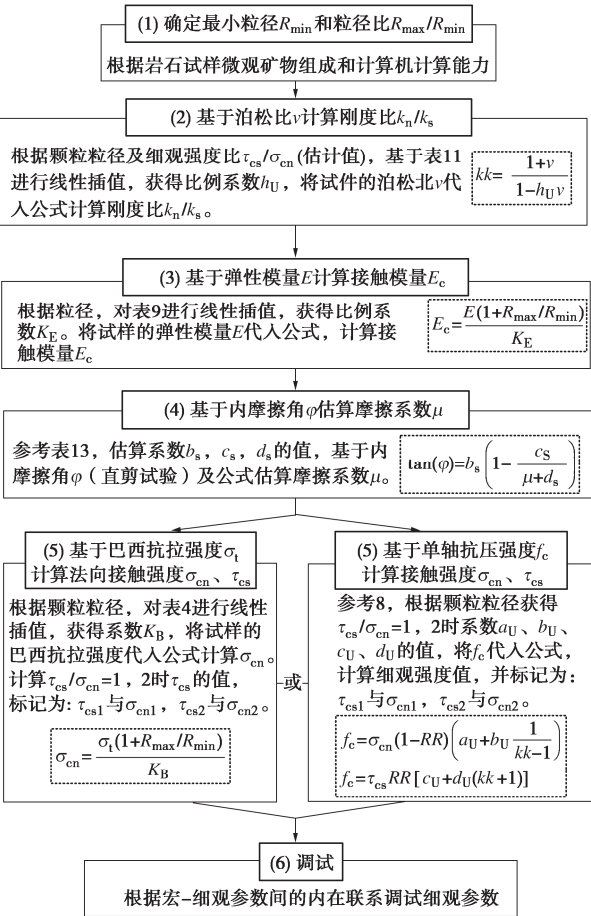 (1) 确定最小粒径Rmin和粒径比Rmax/Rmin
根据岩石试样微观矿物组成和计算机计算能力
(2) 基于泊松比ν计算刚度比kn/ks
根据颗粒粒径及细观强度比τcs/σcn(估计值)，基于表11
进行线性插值，获得比例系数hU，将试件的泊松北ν代
入公式计算刚度比kn/ks。
kk= (1+ν)/(1−hUν)
(3) 基于弹性模量E计算接触模量Ec
根据粒径，对表9进行线性插值，获得比例系
数KE。将试样的弹性模量E代入公式，计算接
触模量Ec
Ec= E(1+Rmax/Rmin)/KE
(4) 基于内摩擦角φ估算摩擦系数μ
参考表13，估算系数bs，cs，ds的值，基于内
摩擦角φ（直剪试验）及公式估算摩擦系数μ。
tan(φ)=bs(1− cS/(μ+ds))
(5) 基于巴西抗拉强度σt
计算法向接触强度σcn、τcs
根据颗粒粒径，对表4进行线性
插值，获得系数KB，将试样的
巴西抗拉强度代入公式计算σcn。
计算τcs/σcn=1，2时τcs的值，
标记为: τcs1与σcn1，τcs2与σcn2。
σcn= σt(1+Rmax/Rmin)/KB
或
(5) 基于单轴抗压强度fc
计算接触强度σcn、τcs
参考8，根据颗粒粒径获得
τcs/σcn=1，2时系数aU、bU、
cU、dU的值，将fc代入公式，
计算细观强度值，并标记为：
τcs1与σcn1，τcs2与σcn2。
fc=σcn(1−RR)(aU+bU 1/(kk−1))
fc=τcsRR[cU+dU(kk+1)]
(6) 调试
根据宏–细观参数间的内在联系调试细观参数